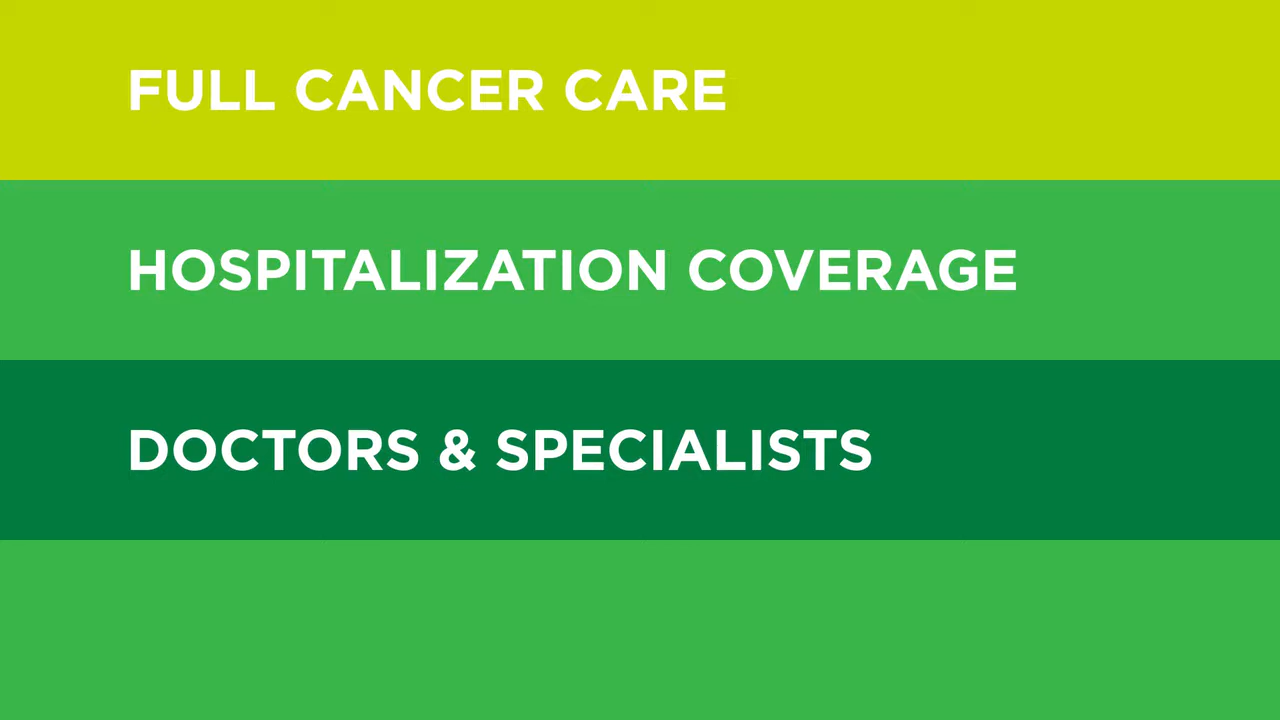 FULL CANCER CARE
HOSPITALIZATION COVERAGE
DOCTORS & SPECIALISTS